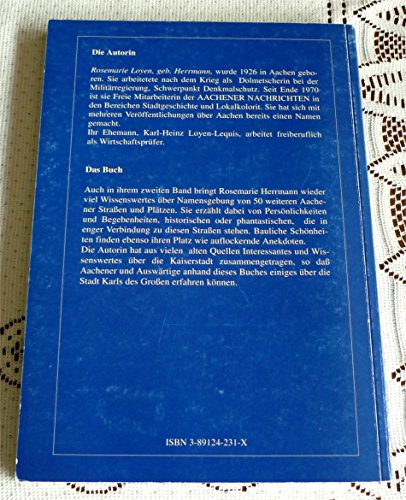 Die Autorin
Rosemarie Loyen, geb. Herrmann, wurde 1926 in Aachen gebo-
ren. Sie arbeitetete nach dem Krieg als Dolmetscherin bei der
Militärregierung, Schwerpunkt Denkmalschutz. Seit Ende 1970
ist sie Freie Mitarbeiterin der AACHENER NACHRICHTEN in
den Bereichen Stadtgeschichte und Lokalkolorit. Sie hat sich mit
mehreren Veröffentlichungen über Aachen bereits einen Namen
gemacht.
Ihr Ehemann, Karl-Heinz Loyen-Lequis, arbeitet freiberuflich
als Wirtschaftsprüfer.
Das Buch
Auch in ihrem zweiten Band bringt Rosemarie Herrmann wieder
viel Wissenswertes über Namensgebung von 50 weiteren Aache-
ner Straßen und Plätzen. Sie erzählt dabei von Persönlichkeiten
und Begebenheiten, historischen oder phantastischen, die in
enger Verbindung zu diesen Straßen stehen. Bauliche Schönhei-
ten finden ebenso ihren Platz wie auflockernde Anekdoten.
Die Autorin hat aus vielen alten Quellen Interessantes und Wis-
senswertes über die Kaiserstadt zusammengetragen, so daß
Aachener und Auswärtige anhand dieses Buches einiges über die
Stadt Karls des Großen erfahren können.
ISBN 3-89124-231-X